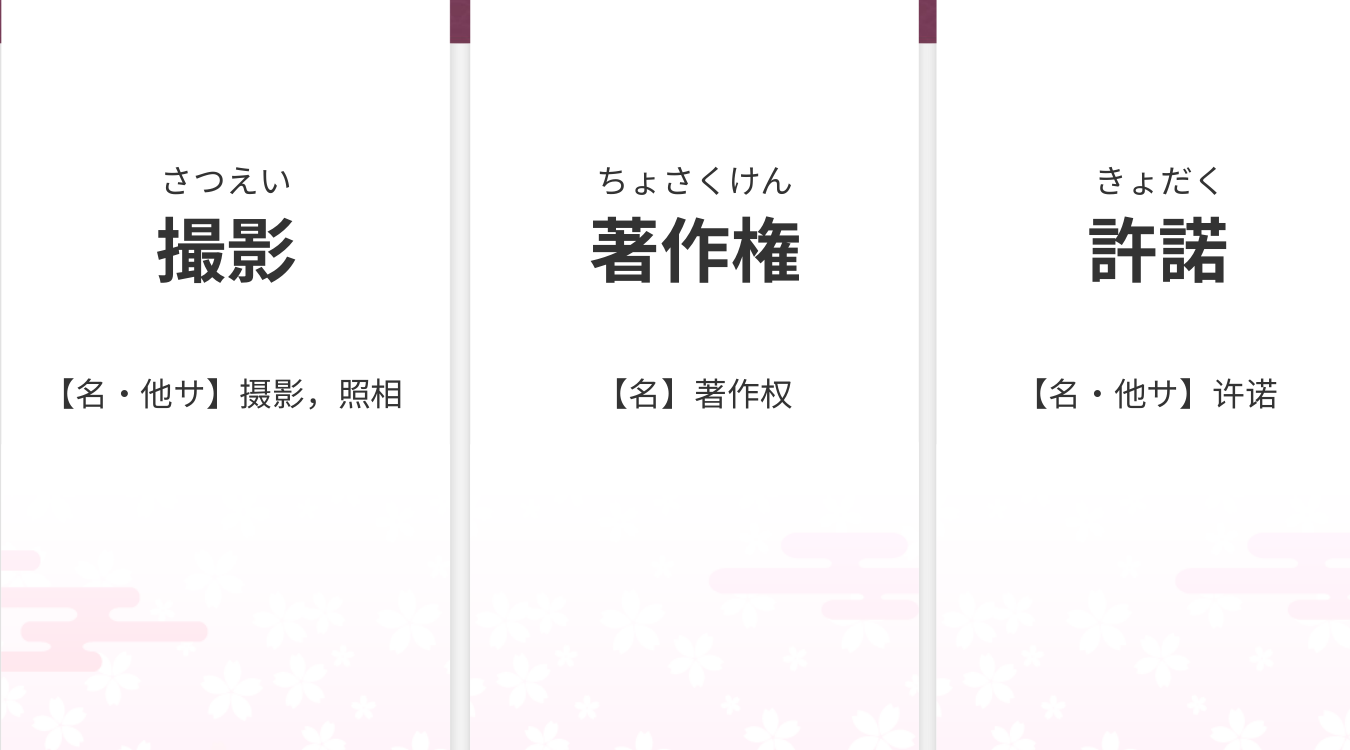 さつえい
撮影
【名・他サ】摄影，照相
ちょさくけん
著作権
【名】著作权
きょだく
許諾
【名・他サ】许诺